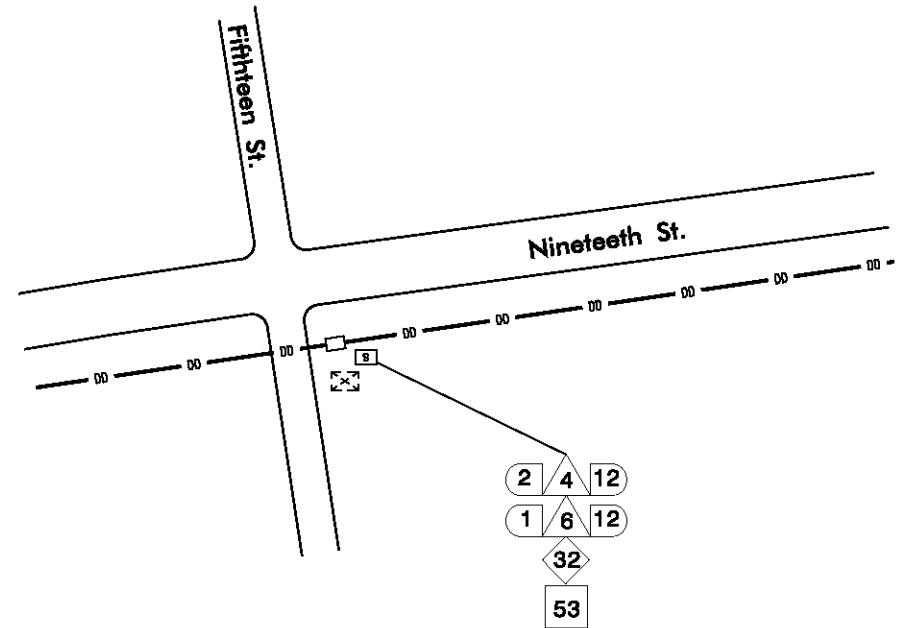 Fifthteen St.
Nineteeth St.
DD DD DD DD DD DD DD DD DD
S
2 4 12
1 6 12
32
53